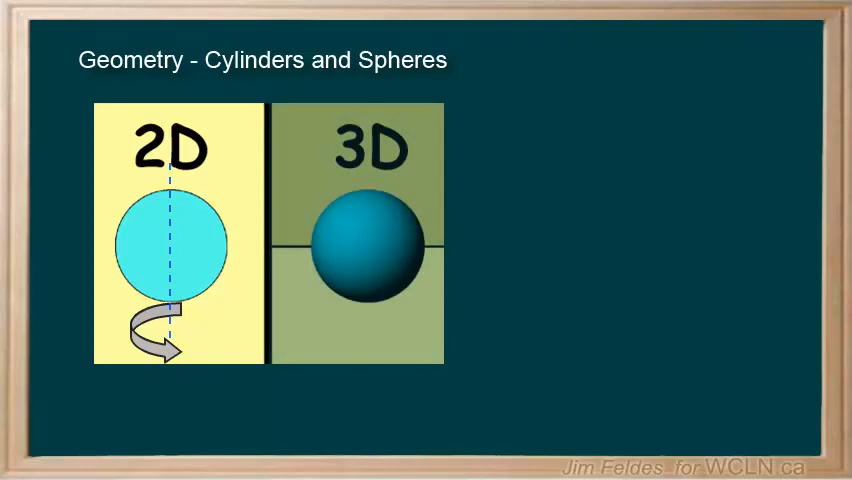 Geometry - Cylinders and Spheres
2D
3D
Jim Feldes for WCLN.ca